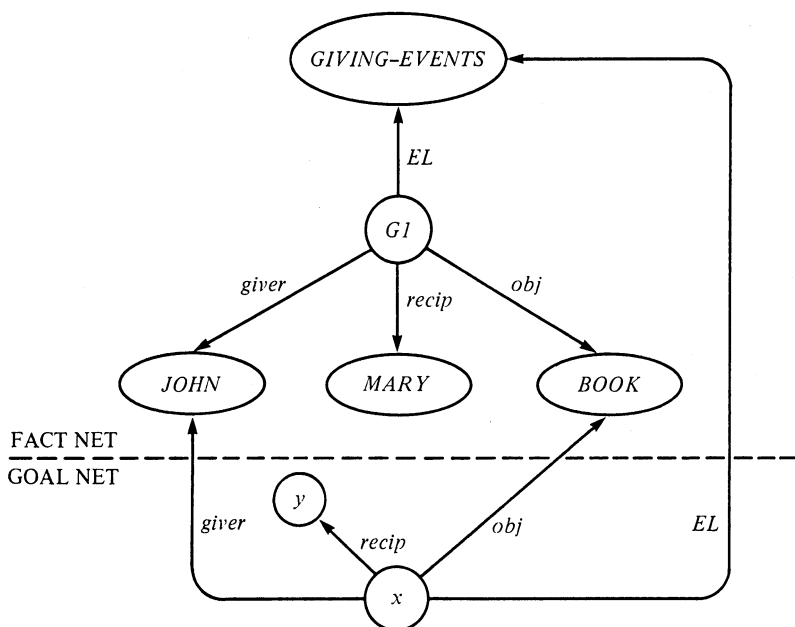 GIVING–EVENTS
EL
G1
giver
recip
obj
JOHN
MARY
BOOK
FACT NET
GOAL NET
y
giver
recip
obj
EL
x